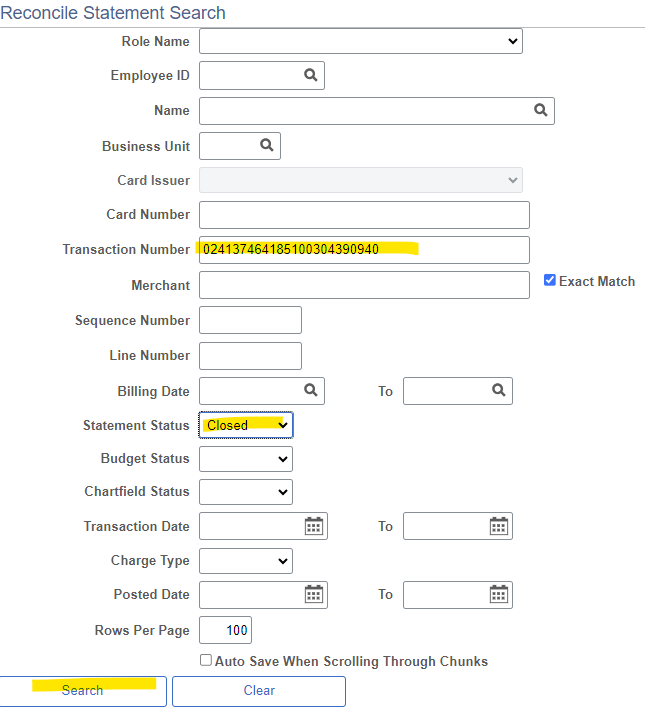 Reconcile Statement Search
Role Name
Employee ID
Name
Business Unit
Card Issuer
Card Number
Transaction Number 024137464185100304390940
Merchant Exact Match
Sequence Number
Line Number
Billing Date To
Statement Status Closed
Budget Status
Chartfield Status
Transaction Date To
Charge Type
Posted Date To
Rows Per Page 100
Auto Save When Scrolling Through Chunks
Search Clear